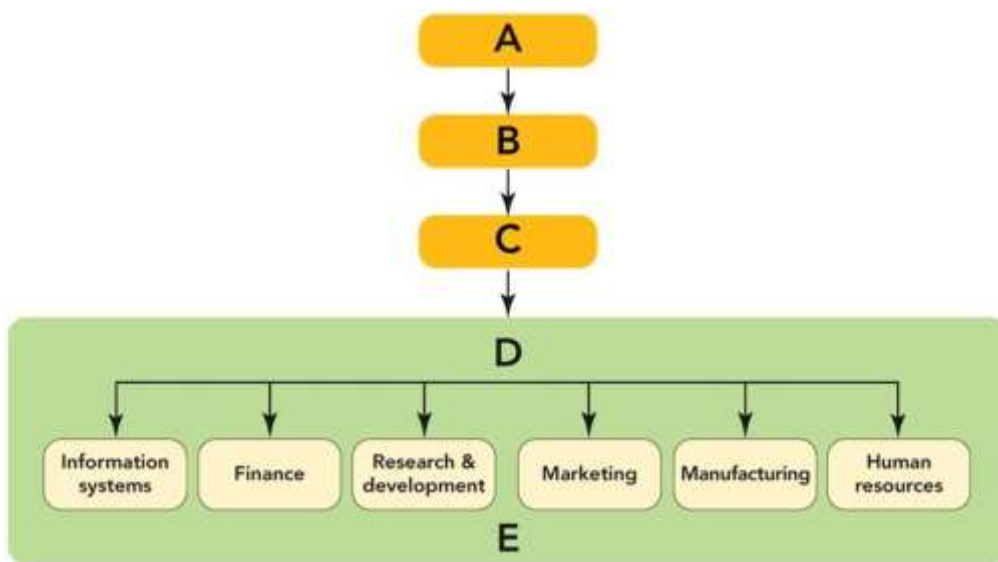 A
B
C
D
Information
systems
Finance
Research &
development
Marketing
Manufacturing
Human
resources
E